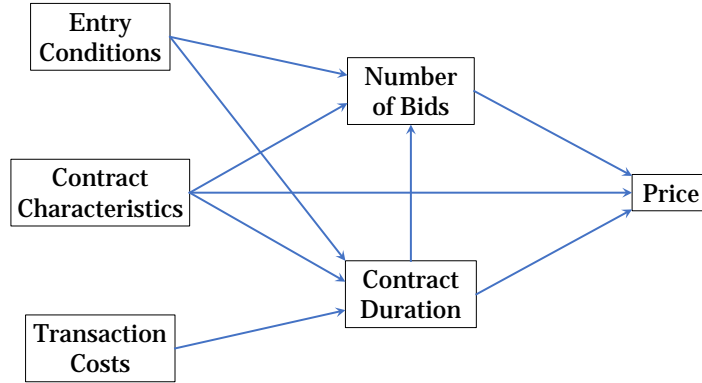 Entry
Conditions
Number
of Bids
Contract
Characteristics
Price
Contract
Duration
Transaction
Costs